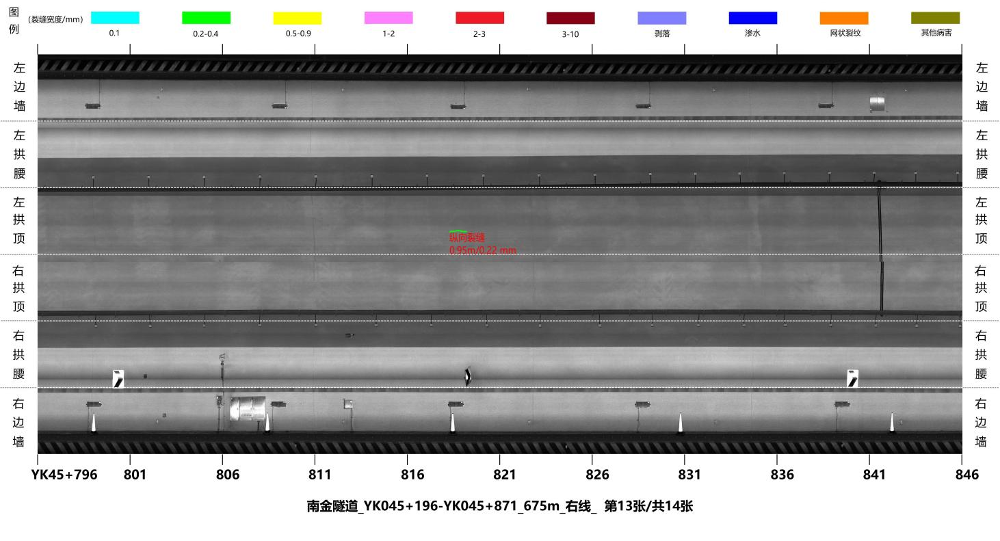 图例 (裂缝宽度/mm) 0.1 0.2-0.4 0.5-0.9 1-2 2-3 3-10 剥落 渗水 网状裂纹 其他病害
左边墙 左边墙
左拱腰 左拱腰
左拱顶 左拱顶
纵向裂缝
0.95m/0.22 mm
右拱顶 右拱顶
右拱腰 右拱腰
右边墙 右边墙
YK45+796 801 806 811 816 821 826 831 836 841 846
南金隧道_YK045+196-YK045+871_675m_右线_ 第13张/共14张